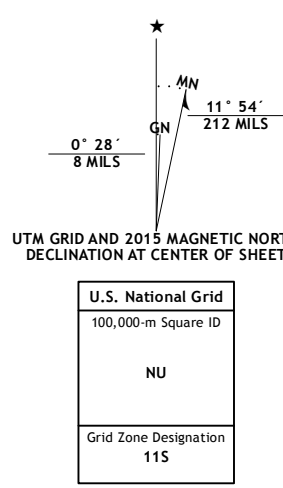 ★
MN
GN
11° 54´
212 MILS
0° 28´
8 MILS
UTM GRID AND 2015 MAGNETIC NORT
DECLINATION AT CENTER OF SHEET
U.S. National Grid
100,000-m Square ID
NU
Grid Zone Designation
11S